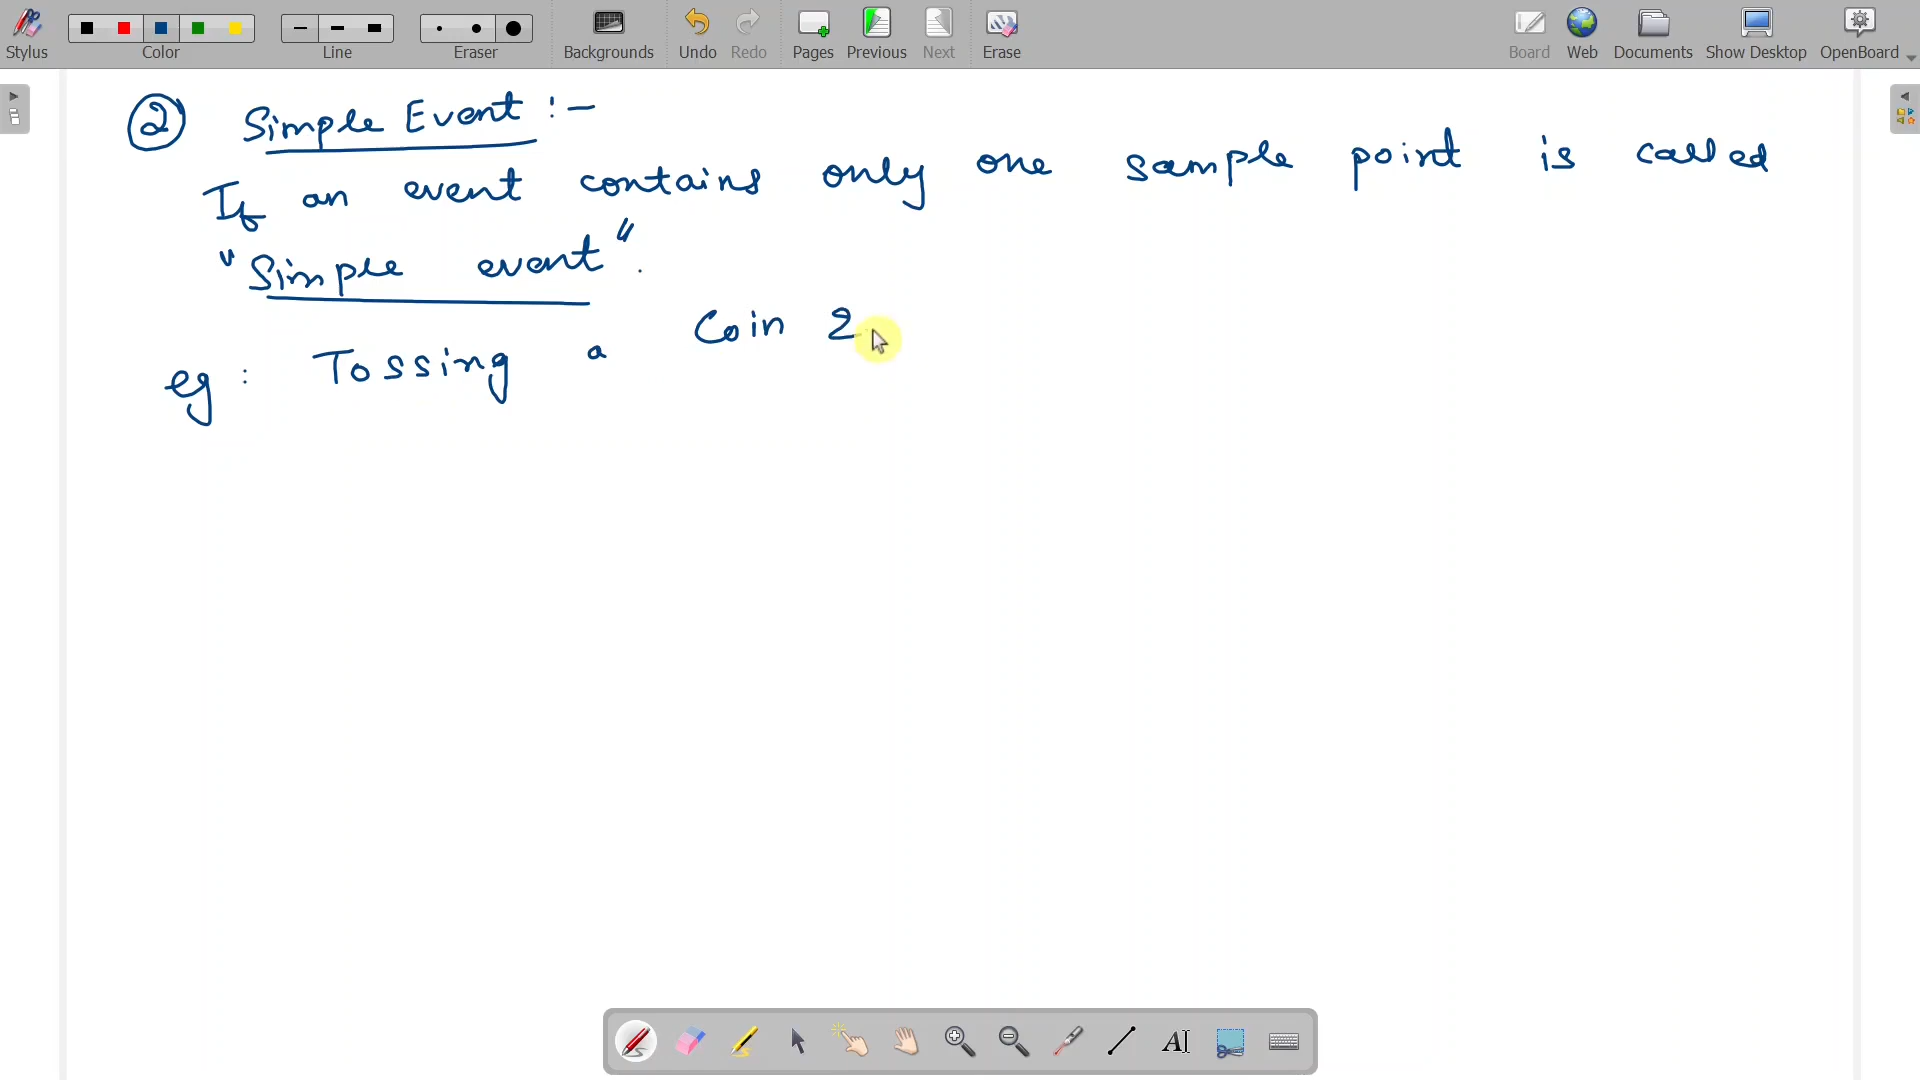 Stylus Color Line Eraser Backgrounds Undo Redo Pages Previous Next Erase Board Web Documents Show Desktop OpenBoard
② Simple Event :-
If an event contains only one sample point is called
"Simple event".
eg : Tossing a Coin 2